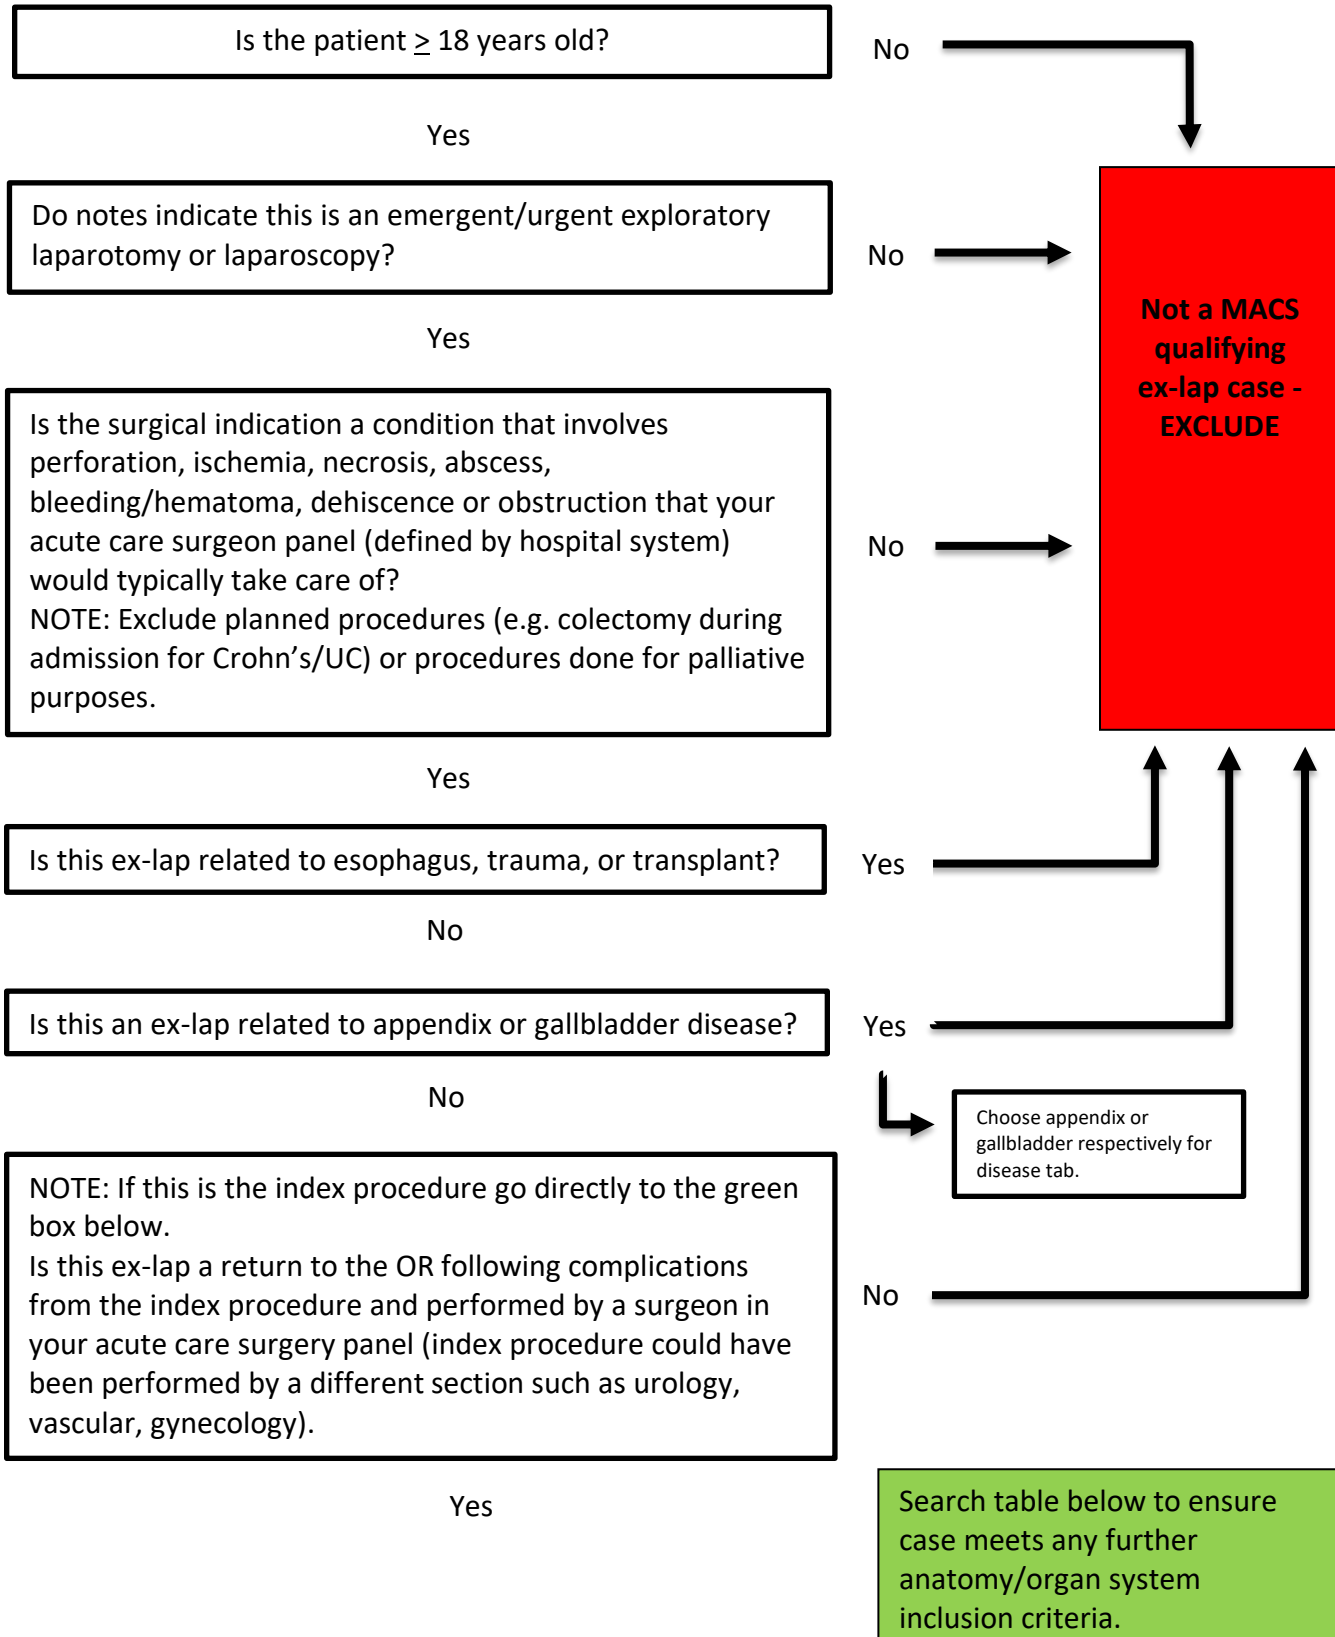 Is the patient ≥ 18 years old?
No
Yes
Do notes indicate this is an emergent/urgent exploratory
laparotomy or laparoscopy?
No
Not a MACS
qualifying
ex-lap case -
EXCLUDE
Yes
Is the surgical indication a condition that involves
perforation, ischemia, necrosis, abscess,
bleeding/hematoma, dehiscence or obstruction that your
acute care surgeon panel (defined by hospital system)
would typically take care of?
NOTE: Exclude planned procedures (e.g. colectomy during
admission for Crohn's/UC) or procedures done for palliative
purposes.
No
Yes
Is this ex-lap related to esophagus, trauma, or transplant?
Yes
No
Is this an ex-lap related to appendix or gallbladder disease?
Yes
No
Choose appendix or
gallbladder respectively for
disease tab.
NOTE: If this is the index procedure go directly to the green
box below.
Is this ex-lap a return to the OR following complications
from the index procedure and performed by a surgeon in
your acute care surgery panel (index procedure could have
been performed by a different section such as urology,
vascular, gynecology).
No
Yes
Search table below to ensure
case meets any further
anatomy/organ system
inclusion criteria.